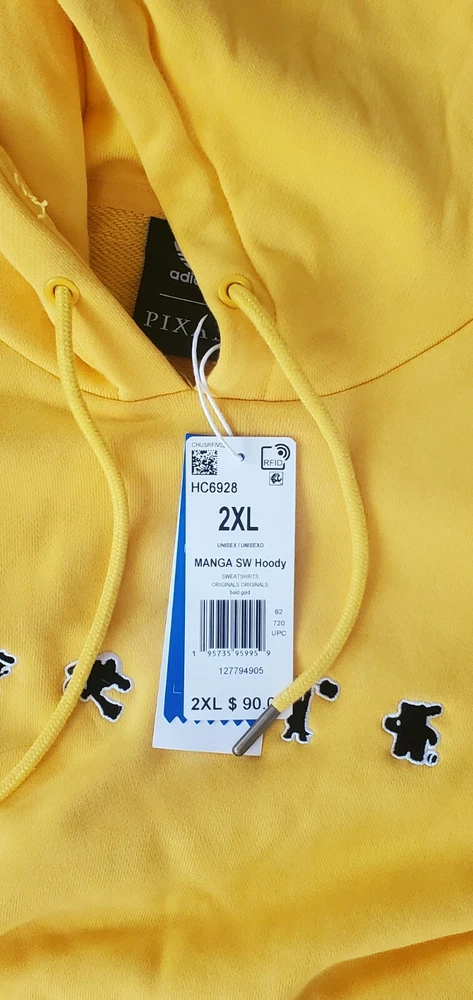 adi
PIX
CHUSRFIV02
RFID
HC6928
2XL
UNISEX / UNISEXO
MANGA SW Hoody
SWEATSHIRTS
ORIGINALS ORIGINALS
bold gold
62
720
UPC
1 95735 95995 9
127794905
2XL $ 90.0